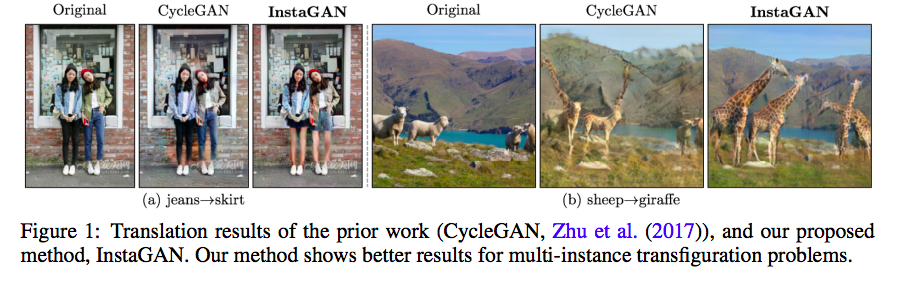 Original CycleGAN InstaGAN Original CycleGAN InstaGAN
(a) jeans→skirt (b) sheep→giraffe
Figure 1: Translation results of the prior work (CycleGAN, Zhu et al. (2017)), and our proposed
method, InstaGAN. Our method shows better results for multi-instance transfiguration problems.